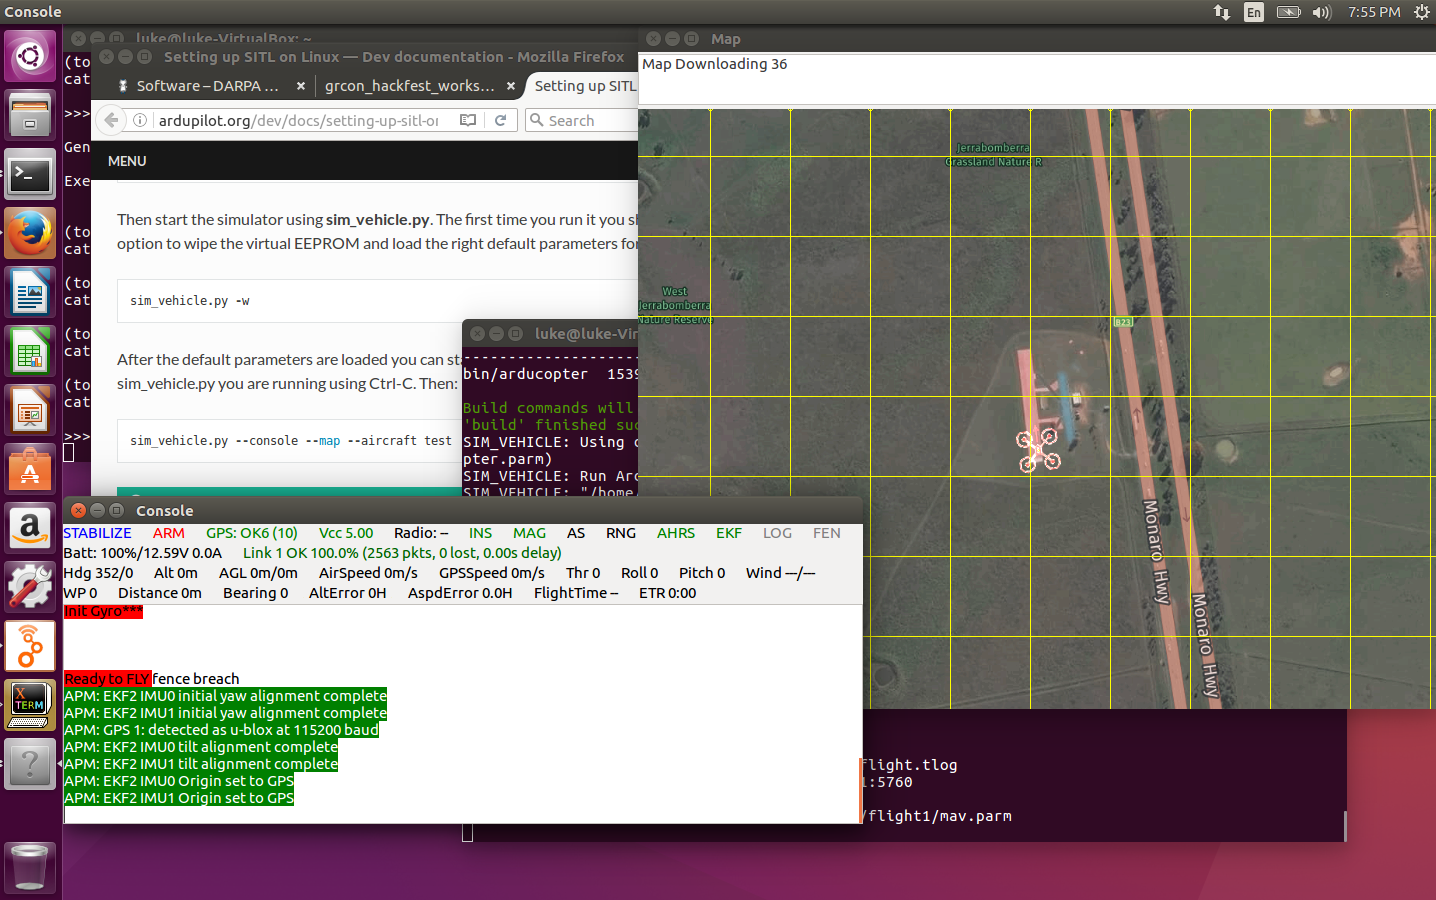 Console
En
7:55 PM
luke@luke-VirtualBox: ~
Setting up SITL on Linux — Dev documentation - Mozilla Firefox
Map
Software – DARPA ...
grcon_hackfest_works...
Setting up SITL
Map Downloading 36
ardupilot.org/dev/docs/setting-up-sitl-or
Search
MENU
(to
cat
>>>
Gen
Exe
(to
cat
(to
cat
(to
cat
(to
cat
>>>
Then start the simulator using sim_vehicle.py. The first time you run it you sh
option to wipe the virtual EEPROM and load the right default parameters for
sim_vehicle.py -w
After the default parameters are loaded you can sta
sim_vehicle.py you are running using Ctrl-C. Then:
sim_vehicle.py --console --map --aircraft test
luke@luke-Vir
bin/arducopter 1539
Build commands will
'build' finished suc
SIM_VEHICLE: Using d
pter.parm)
SIM_VEHICLE: Run Ard
SIM_VEHICLE: "/home/
Jerrabomberra
Grassland Nature R
West
Jerrabomberra
Nature Reserve
B23
Monaro Hwy
Monaro Hwy
Console
STABILIZE ARM GPS: OK6 (10) Vcc 5.00 Radio: -- INS MAG AS RNG AHRS EKF LOG FEN
Batt: 100%/12.59V 0.0A Link 1 OK 100.0% (2563 pkts, 0 lost, 0.00s delay)
Hdg 352/0 Alt 0m AGL 0m/0m AirSpeed 0m/s GPSSpeed 0m/s Thr 0 Roll 0 Pitch 0 Wind ---/---
WP 0 Distance 0m Bearing 0 AltError 0H AspdError 0.0H FlightTime -- ETR 0:00
Init Gyro***
Ready to FLY fence breach
APM: EKF2 IMU0 initial yaw alignment complete
APM: EKF2 IMU1 initial yaw alignment complete
APM: GPS 1: detected as u-blox at 115200 baud
APM: EKF2 IMU0 tilt alignment complete
APM: EKF2 IMU1 tilt alignment complete
APM: EKF2 IMU0 Origin set to GPS
APM: EKF2 IMU1 Origin set to GPS
flight.tlog
1:5760
/flight1/mav.parm
X
TERM